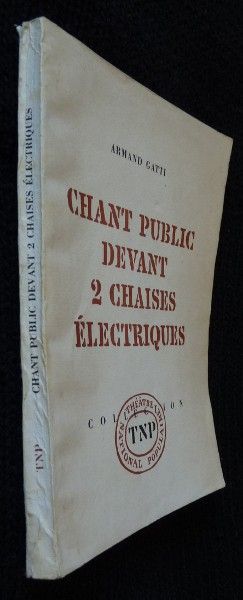 CHANT PUBLIC DEVANT 2 CHAISES ÉLECTRIQUES
TNP
ARMAND GATTI
CHANT PUBLIC
DEVANT
2 CHAISES
ÉLECTRIQUES
THÉÂTRE
NATIONAL POPULAIRE
TNP